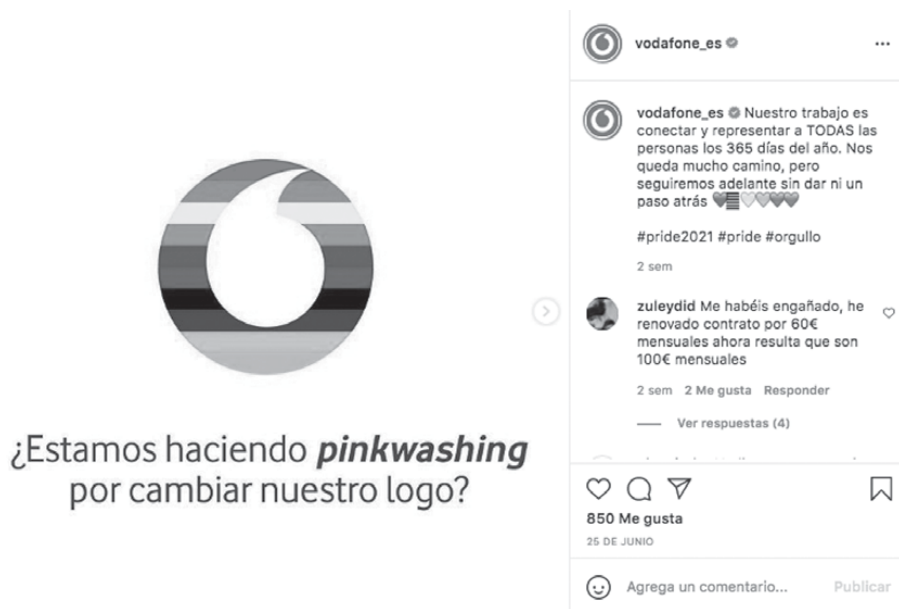 ¿Estamos haciendo pinkwashing
por cambiar nuestro logo?
vodafone_es
vodafone_es Nuestro trabajo es
conectar y representar a TODAS las
personas los 365 días del año. Nos
queda mucho camino, pero
seguiremos adelante sin dar ni un
paso atrás
#pride2021 #pride #orgullo
2 sem
zuleydid Me habéis engañado, he
renovado contrato por 60€
mensuales ahora resulta que son
100€ mensuales
2 sem 2 Me gusta Responder
Ver respuestas (4)
850 Me gusta
25 DE JUNIO
Agrega un comentario... Publicar